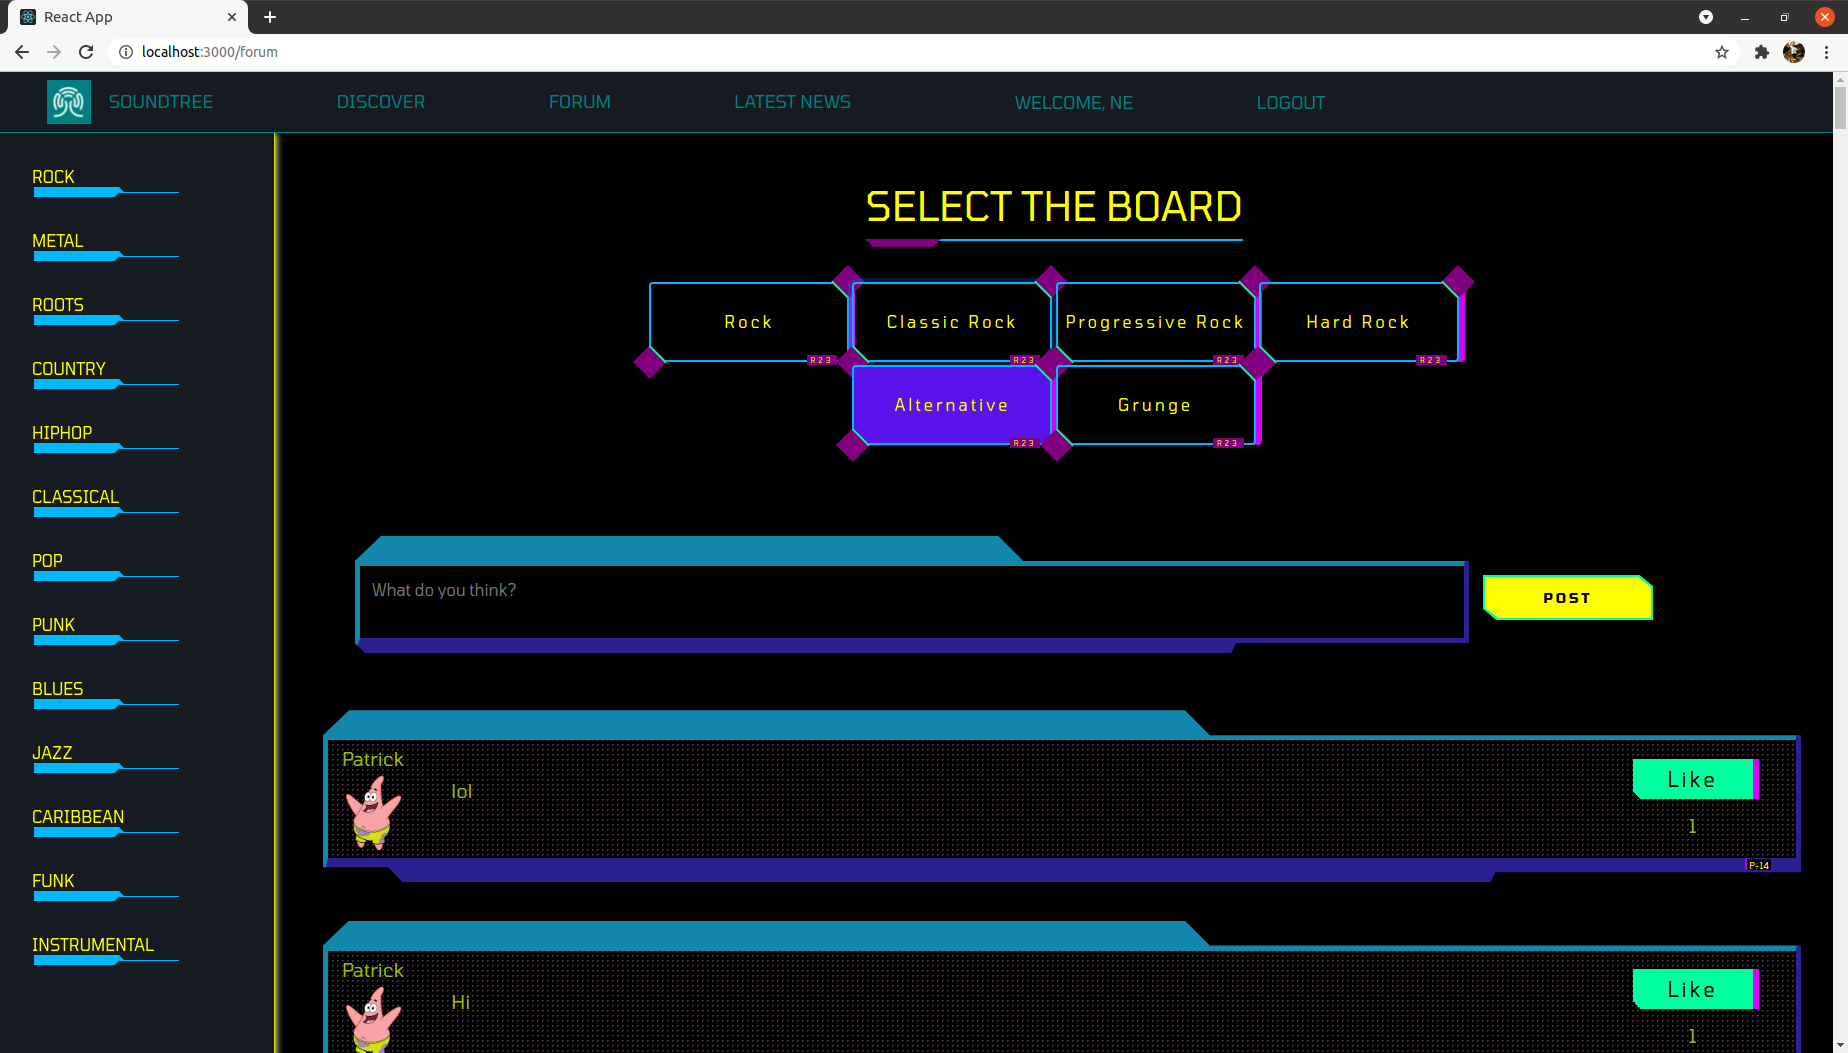 React App
localhost:3000/forum
SOUNDTREE DISCOVER FORUM LATEST NEWS WELCOME, NE LOGOUT
ROCK
METAL
ROOTS
COUNTRY
HIPHOP
CLASSICAL
POP
PUNK
BLUES
JAZZ
CARIBBEAN
FUNK
INSTRUMENTAL
SELECT THE BOARD
Rock Classic Rock Progressive Rock Hard Rock
R23 R23 R23 R23
Alternative Grunge
R23 R23
What do you think?
POST
Patrick
lol
Like
1
P-14
Patrick
Hi
Like
1